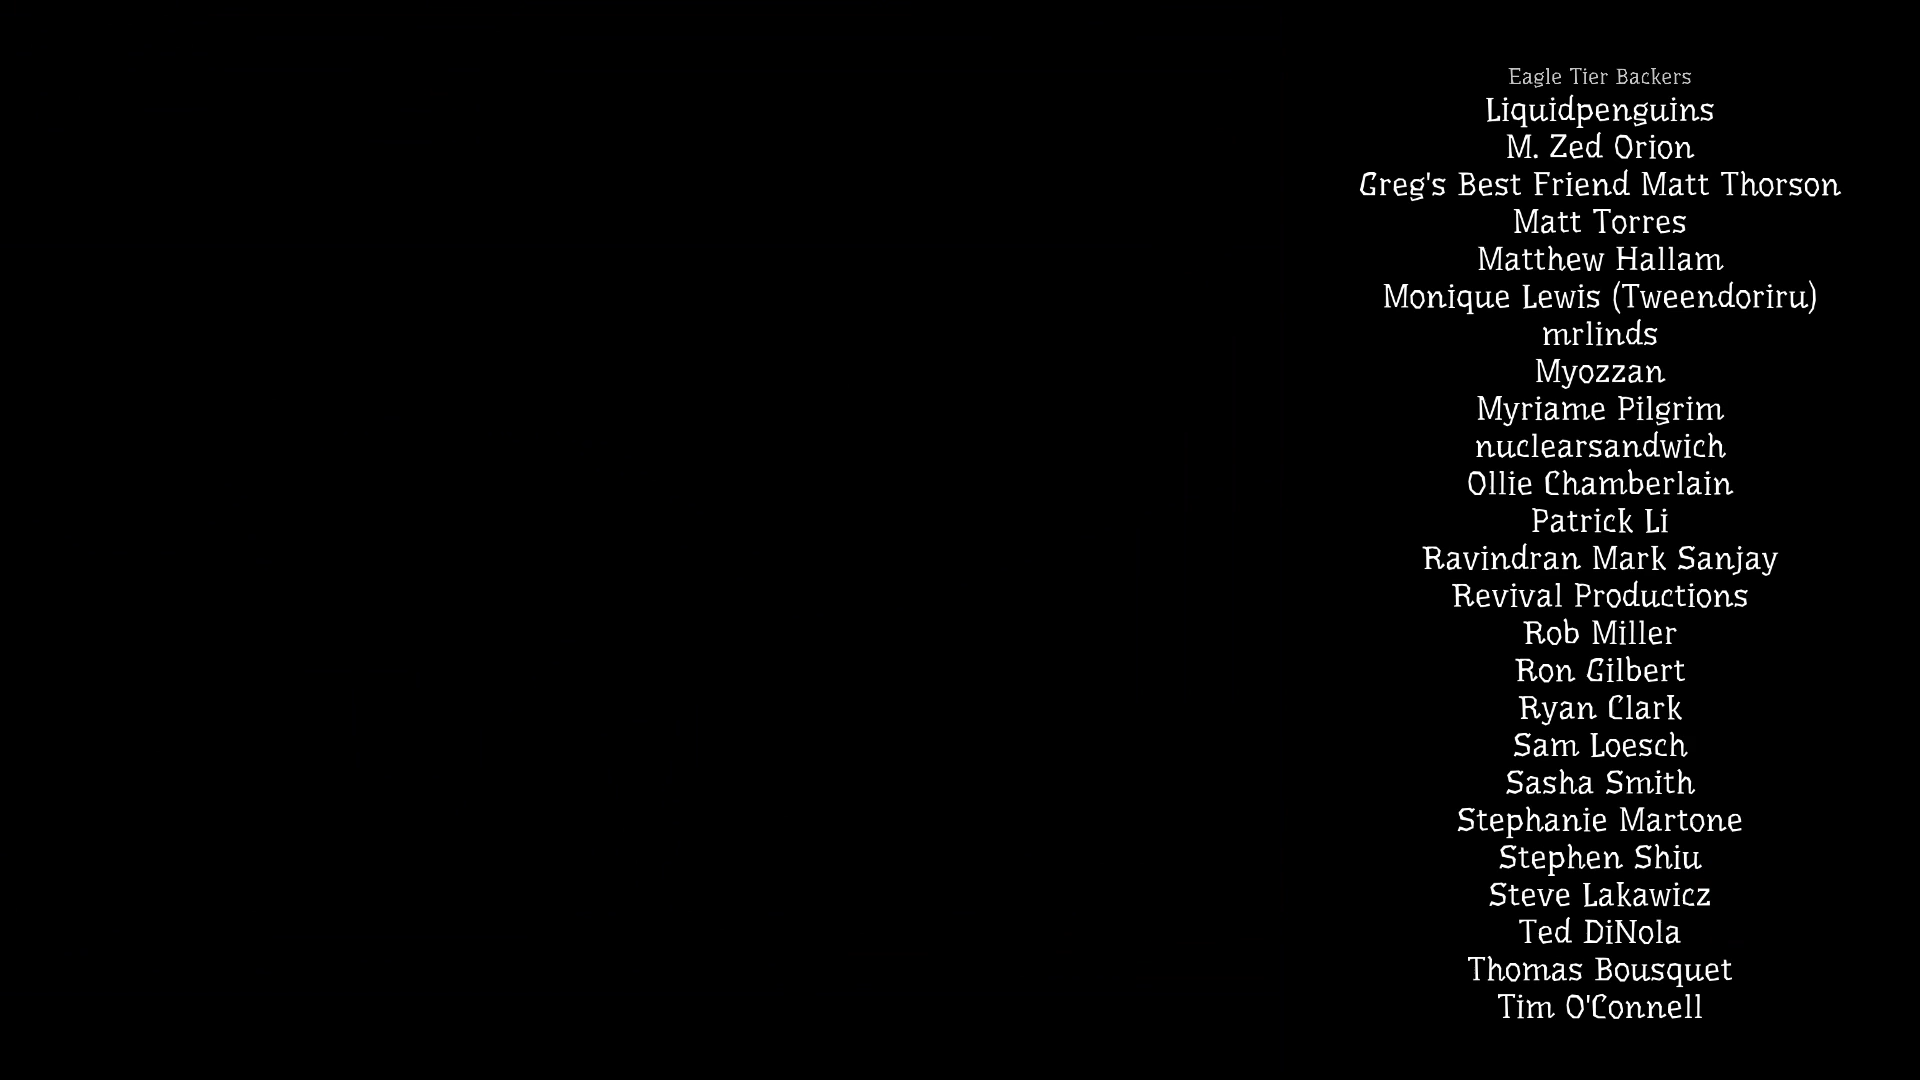 Eagle Tier Backers
Liquidpenguins
M. Zed Orion
Greg's Best Friend Matt Thorson
Matt Torres
Matthew Hallam
Monique Lewis (Tweendoriru)
mrlinds
Myozzan
Myriame Pilgrim
nuclearsandwich
Ollie Chamberlain
Patrick Li
Ravindran Mark Sanjay
Revival Productions
Rob Miller
Ron Gilbert
Ryan Clark
Sam Loesch
Sasha Smith
Stephanie Martone
Stephen Shiu
Steve Lakawicz
Ted DiNola
Thomas Bousquet
Tim O'Connell